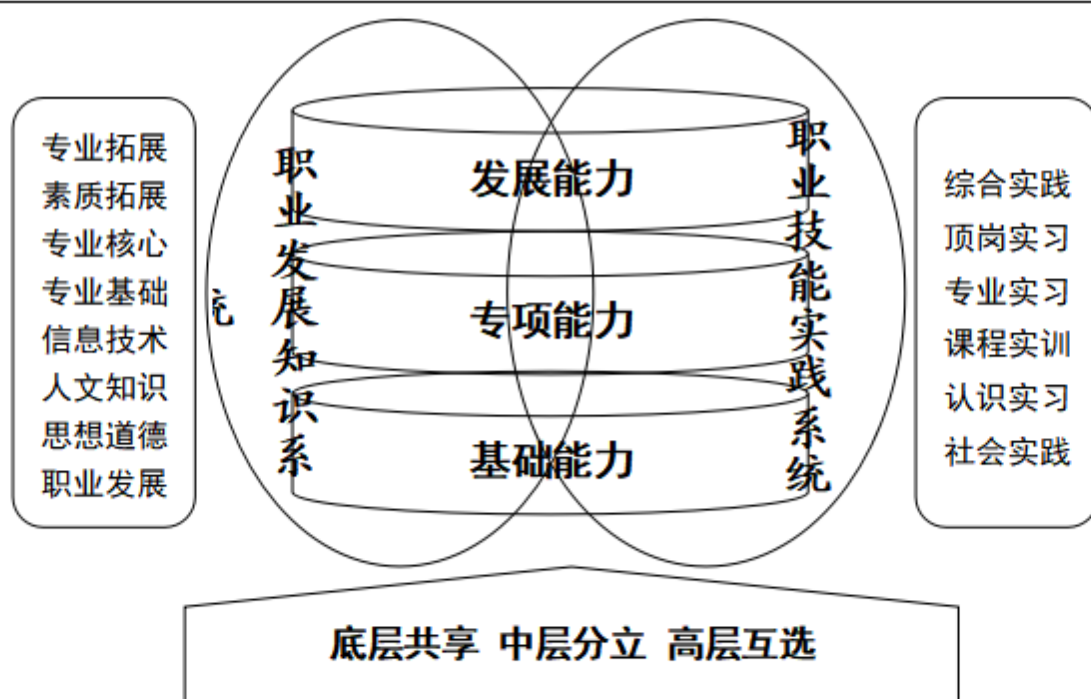 专业拓展
素质拓展
专业核心
专业基础
信息技术
人文知识
思想道德
职业发展
职业发展知识系
统
发展能力
专项能力
基础能力
职业技能实践系统
综合实践
顶岗实习
专业实习
课程实训
认识实习
社会实践
底层共享 中层分立 高层互选